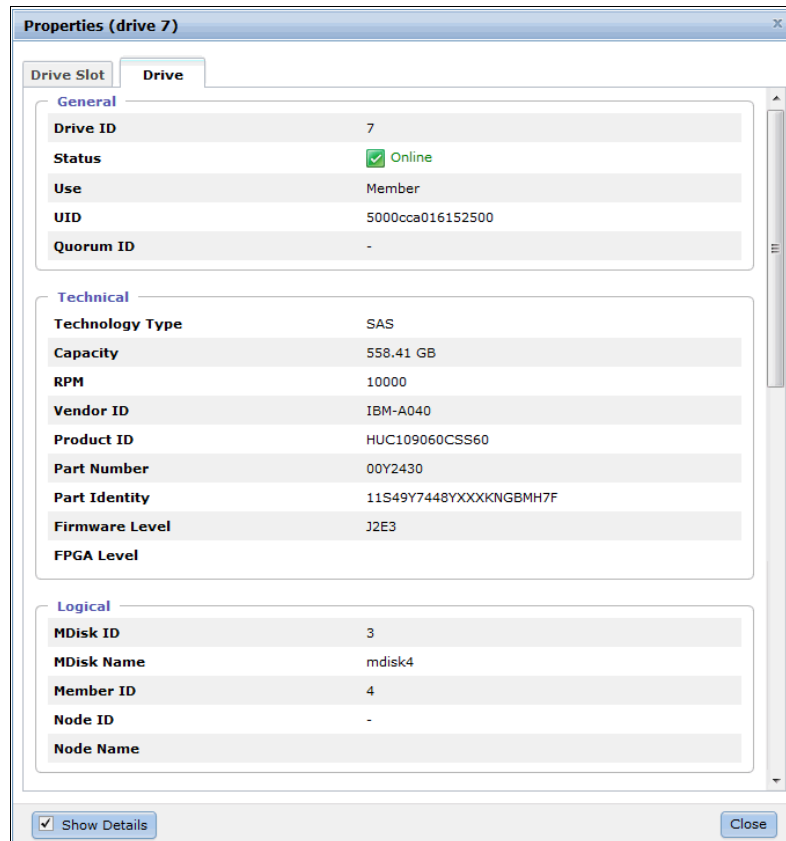 Properties (drive 7)
x
Drive Slot Drive
General
Drive ID 7
Status Online
Use Member
UID 5000cca016152500
Quorum ID -
Technical
Technology Type SAS
Capacity 558.41 GB
RPM 10000
Vendor ID IBM-A040
Product ID HUC109060CSS60
Part Number 00Y2430
Part Identity 11S49Y7448YXXXKNGBMH7F
Firmware Level J2E3
FPGA Level
Logical
MDisk ID 3
MDisk Name mdisk4
Member ID 4
Node ID -
Node Name
Show Details Close